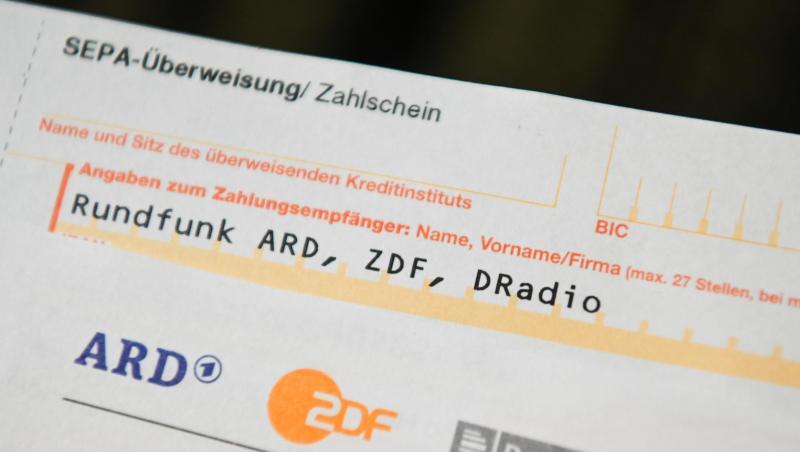 SEPA-Überweisung/ Zahlschein
Name und Sitz des überweisenden Kreditinstituts
BIC
Angaben zum Zahlungsempfänger: Name, Vorname/Firma (max. 27 Stellen, bei m
Rundfunk ARD, ZDF, DRadio
ARD 1
ZDF